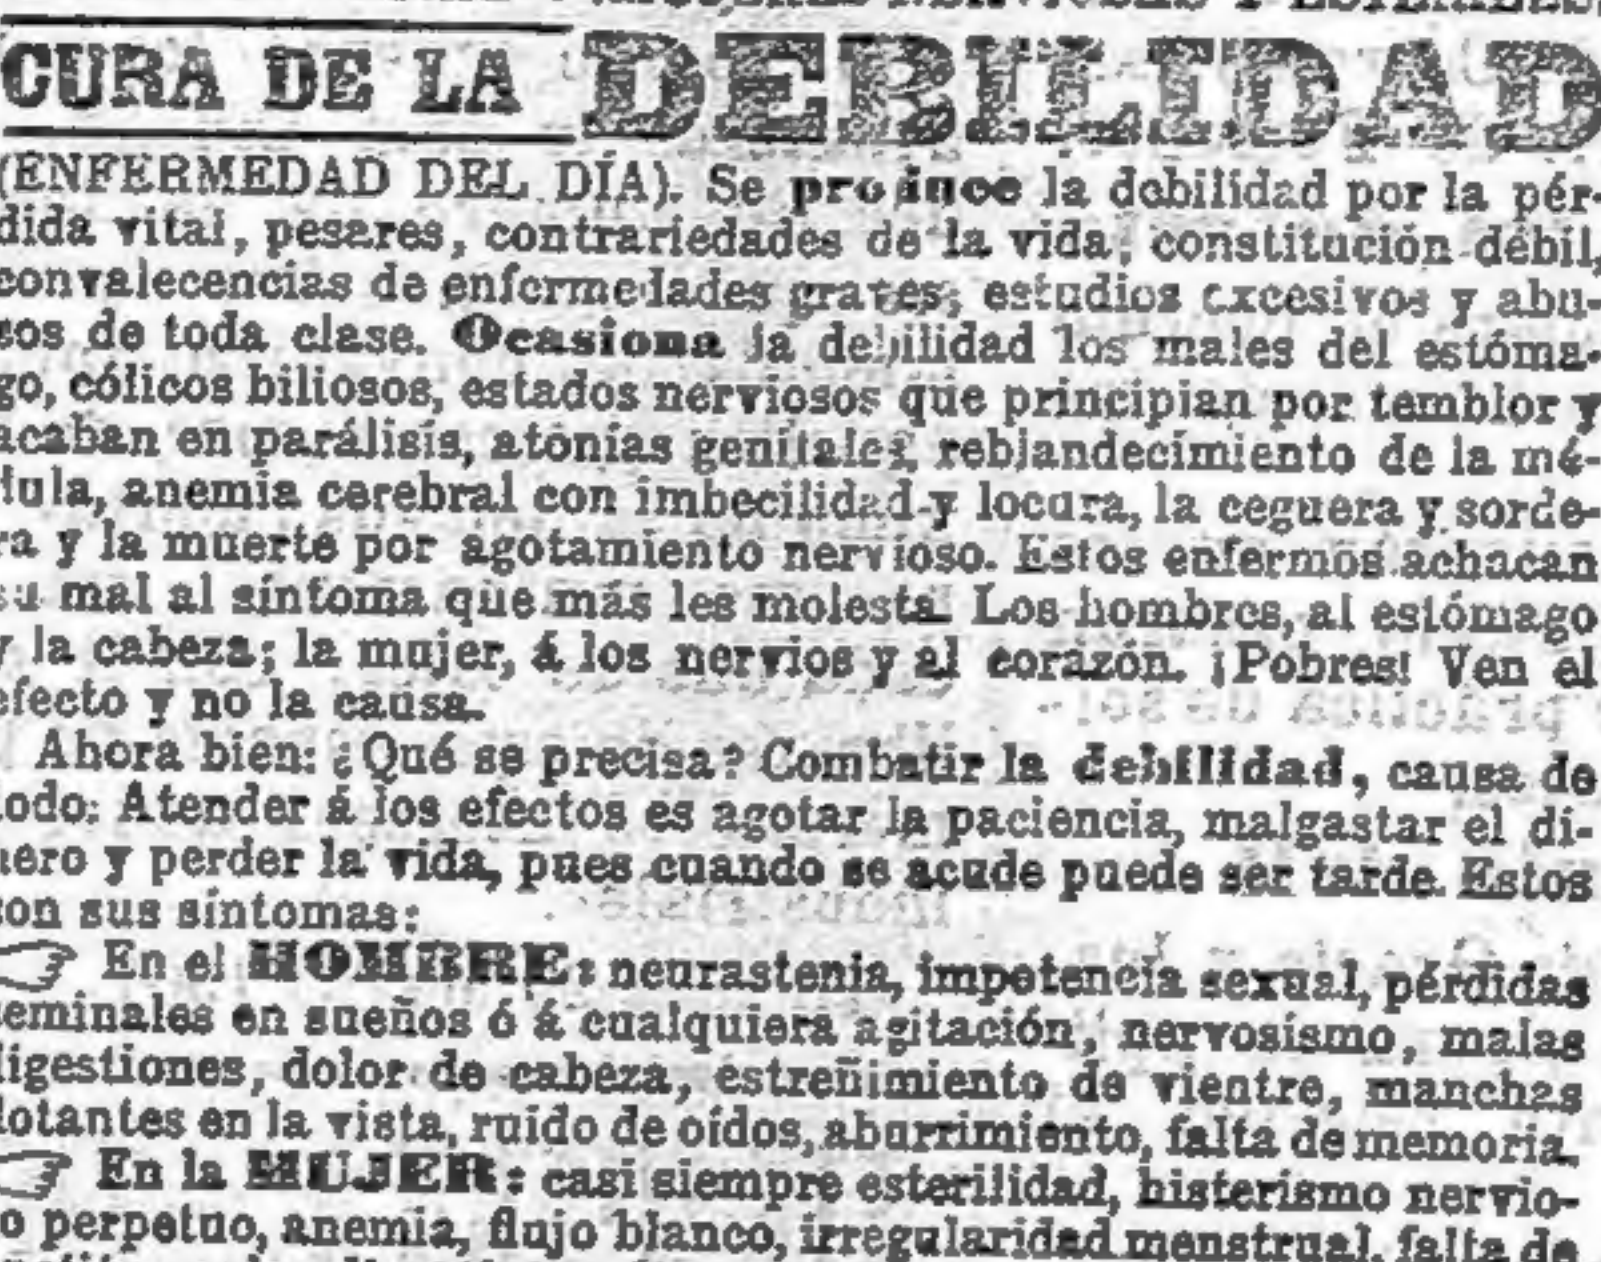 CURA DE LA DEBILIDAD
(ENFERMEDAD DEL DÍA). Se produce la debilidad por la pér-
dida vital, pesares, contrariedades de la vida, constitución débil,
convalecencias de enfermedades graves, estudios excesivos y abu-
sos de toda clase. Ocasiona la debilidad los males del estóma-
go, cólicos biliosos, estados nerviosos que principian por temblor y
acaban en parálisis, atonías genitales, reblandecimiento de la mé-
dula, anemia cerebral con imbecilidad y locura, la ceguera y sorde-
ra y la muerte por agotamiento nervioso. Estos enfermos achacan
su mal al síntoma que más les molesta. Los hombres, al estómago
y la cabeza; la mujer, á los nervios y al corazón. ¡Pobres! Ven el
efecto y no la causa.
Ahora bien: ¿Qué se precisa? Combatir la debilidad, causa de
todo: Atender á los efectos es agotar la paciencia, malgastar el di-
nero y perder la vida, pues cuando se acude puede ser tarde. Estos
son sus síntomas:
☞ En el HOMBRE: neurastenia, impotencia sexual, pérdidas
seminales en sueños ó á cualquiera agitación, nervosismo, malas
digestiones, dolor de cabeza, estreñimiento de vientre, manchas
flotantes en la vista, ruido de oídos, aburrimiento, falta de memoria.
☞ En la MUJER: casi siempre esterilidad, histerismo nervio-
so perpetuo, anemia, flujo blanco, irregularidad menstrual, falta de